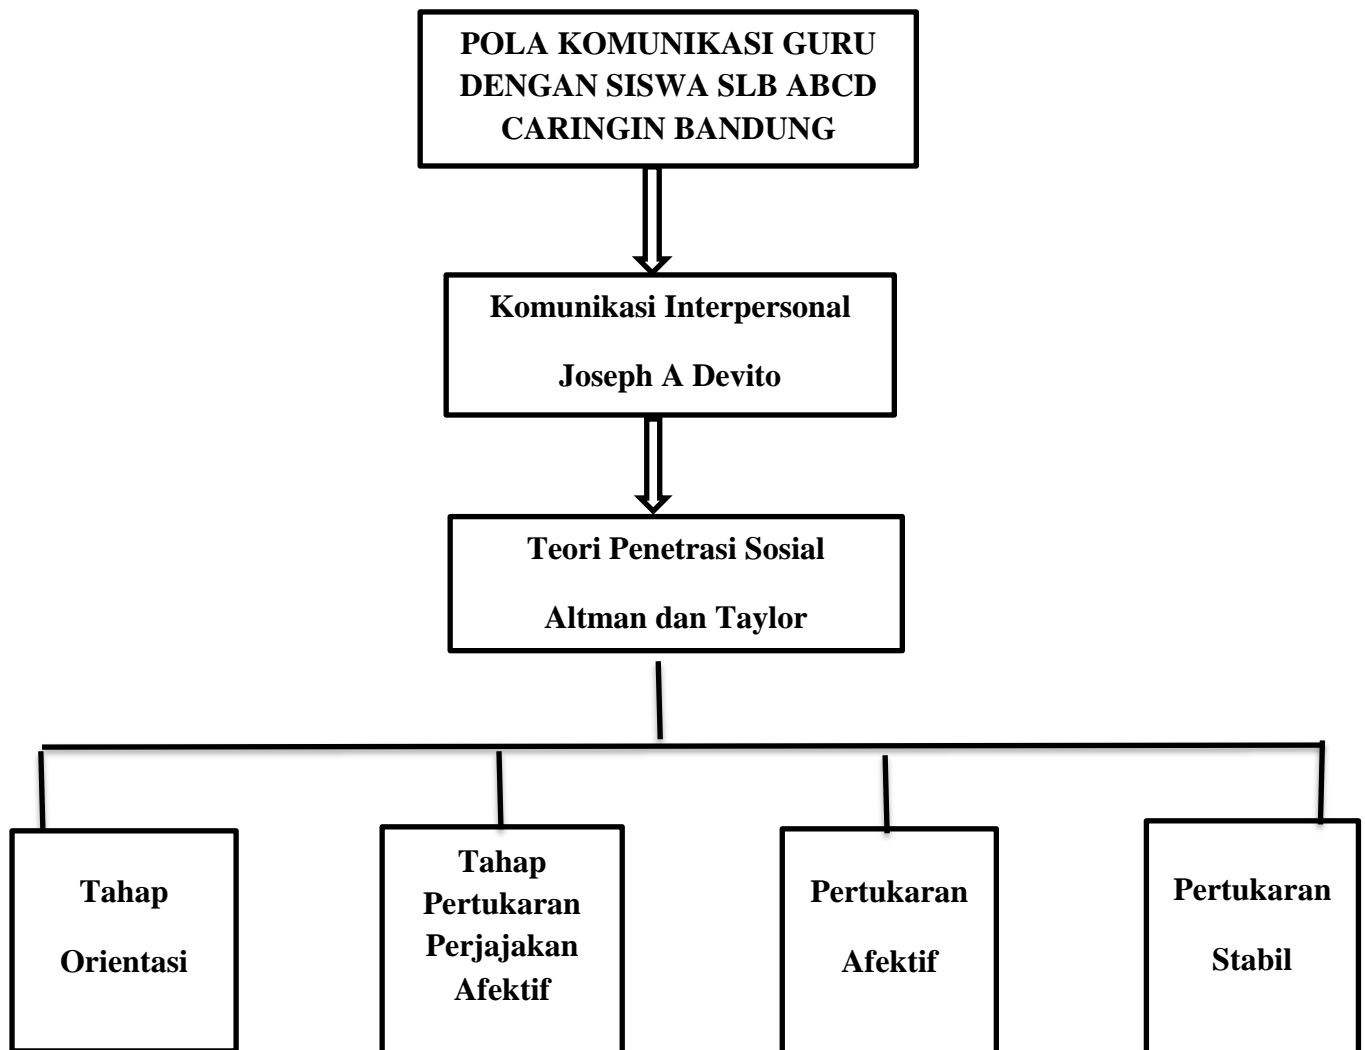 POLA KOMUNIKASI GURU
DENGAN SISWA SLB ABCD
CARINGIN BANDUNG
Komunikasi Interpersonal
Joseph A Devito
Teori Penetrasi Sosial
Altman dan Taylor
Tahap
Orientasi
Tahap
Pertukaran
Perjajakan
Afektif
Pertukaran
Afektif
Pertukaran
Stabil